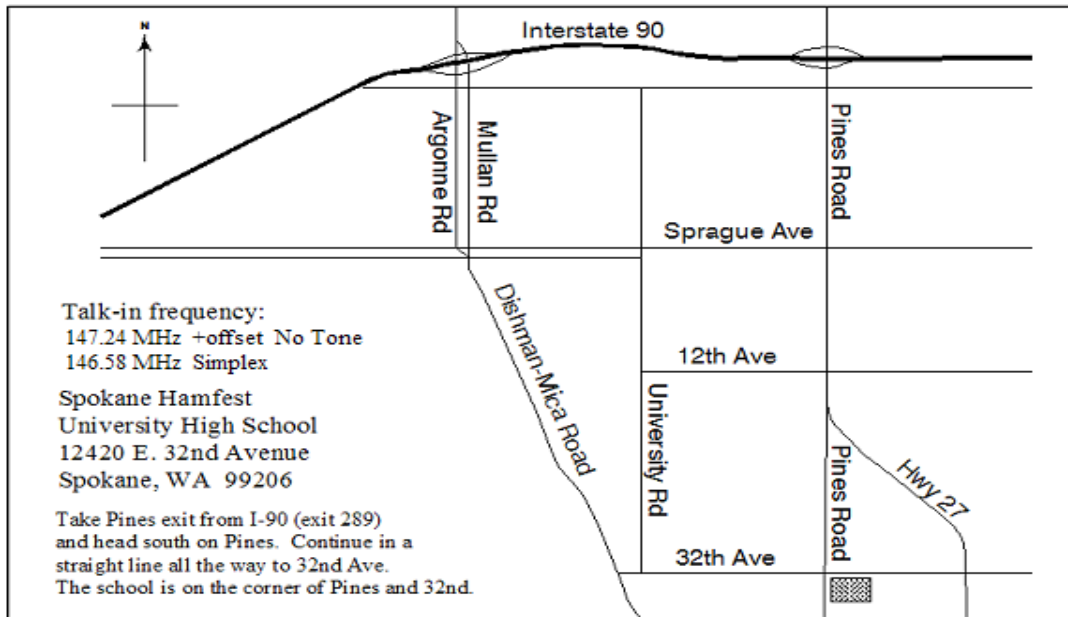 N
Interstate 90
Argonne Rd
Mullan Rd
Pines Road
Sprague Ave
Talk-in frequency:
147.24 MHz +offset No Tone
146.58 MHz Simplex
Dishman-Mica Road
12th Ave
University Rd
Spokane Hamfest
University High School
12420 E. 32nd Avenue
Spokane, WA 99206
Pines Road
Hwy 27
Take Pines exit from I-90 (exit 289)
and head south on Pines. Continue in a
straight line all the way to 32nd Ave.
The school is on the corner of Pines and 32nd.
32th Ave